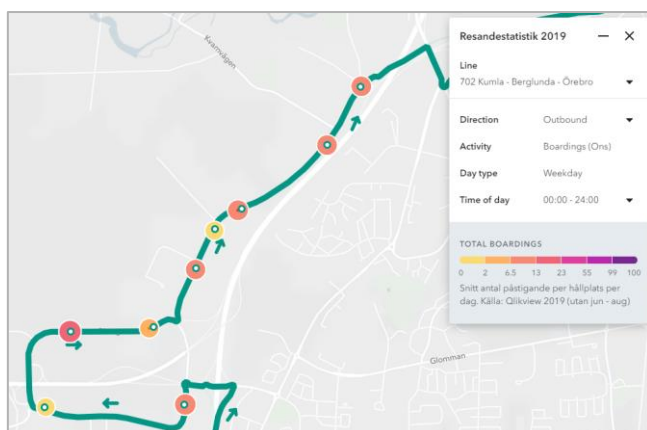 Kvarnvägen
Glomman
Resandestatistik 2019
Line
702 Kumla - Berglunda - Örebro
Direction Outbound
Activity Boardings (Ons)
Day type Weekday
Time of day 00:00 - 24:00
TOTAL BOARDINGS
0 2 6.5 13 23 55 99 100
Snitt antal påstigande per hållplats per
dag. Källa: Qlikview 2019 (utan jun - aug)